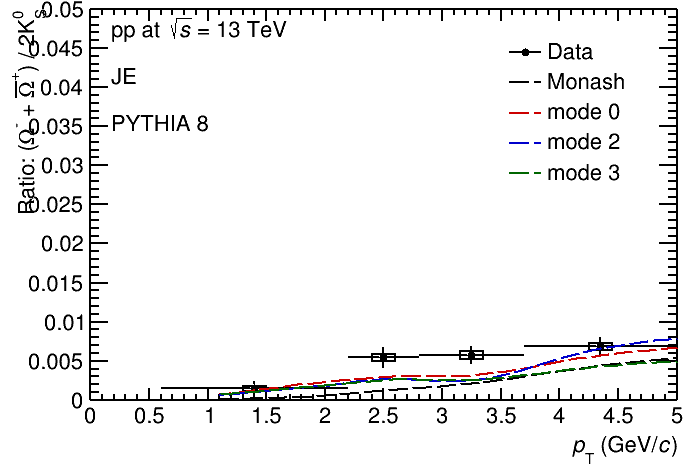 pp at √s = 13 TeV
JE
PYTHIA 8
Data
Monash
mode 0
mode 2
mode 3
Ratio: (Ω⁻ + Ω̅⁺) / 2K⁰_S
0.05
0.045
0.04
0.035
0.03
0.025
0.02
0.015
0.01
0.005
0
0 0.5 1 1.5 2 2.5 3 3.5 4 4.5 5
p_T (GeV/c)